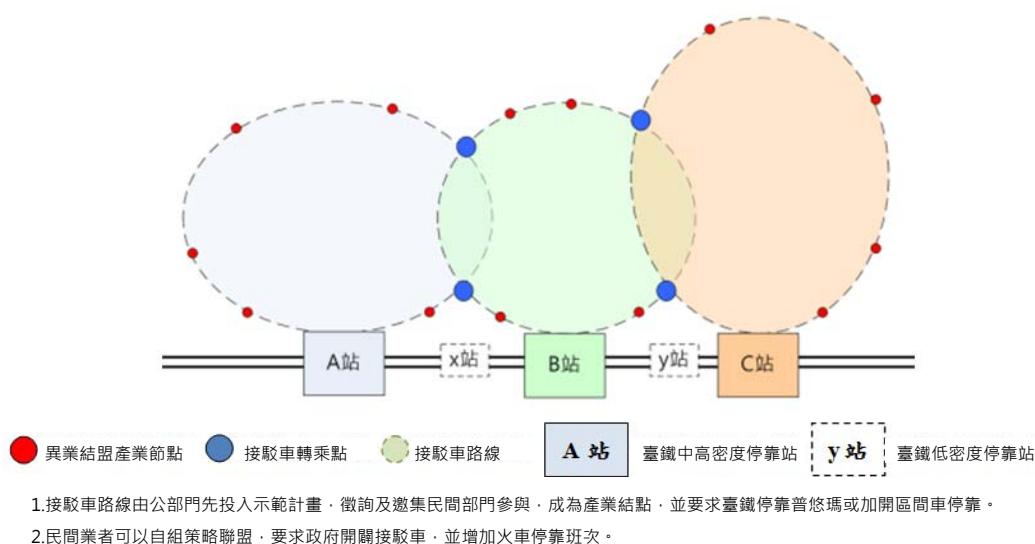 A站
x站
B站
y站
C站
異業結盟產業節點
接駁車轉乘點
接駁車路線
A 站
臺鐵中高密度停靠站
y 站
臺鐵低密度停靠站
1.接駁車路線由公部門先投入示範計畫，徵詢及邀集民間部門參與，成為產業結點，並要求臺鐵停靠普悠瑪或加開區間車停靠。
2.民間業者可以自組策略聯盟，要求政府開闢接駁車，並增加火車停靠班次。